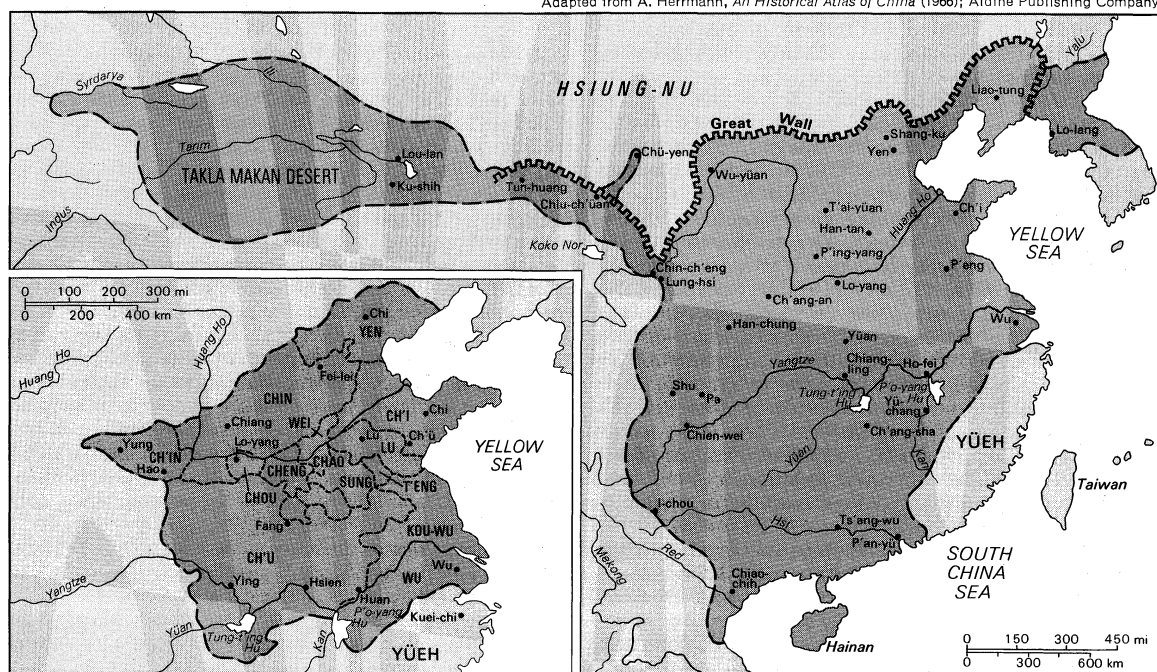 Adapted from A. Herrmann, An Historical Atlas of China (1966); Aldine Publishing Company
Syrdarya
Ili
HSIUNG-NU
Yalu
Liao-tung
Great Wall
Shang-ku
Lo-lang
Yen
Chü-yen
Tarim
Lou-lan
TAKLA MAKAN DESERT
Ku-shih
Tun-huang
Chiu-ch'üan
Wu-yüan
T'ai-yüan
Huang Ho
Ch'i
Han-tan
Indus
Koko Nor
P'ing-yang
YELLOW
SEA
Chin-ch'eng
Lung-hsi
P'eng
Lo-yang
Ch'ang-an
Han-chung
Wu
Yüan
Yangtze
Chiang-
ling
Ho-fei
Tung-t'ing
Hu
P'o-yang
Hu
Shu
Pa
Yü-
chang
Chien-wei
Ch'ang-sha
YÜEH
Yüan
Kan
Taiwan
I-chou
Hsi
Ts'ang-wu
P'an-yü
Red
Mekong
SOUTH
CHINA
SEA
Chiao-
chih
Hainan
0 150 300 450 mi
0 300 600 km
0 100 200 300 mi
0 200 400 km
Huang Ho
Huang Ho
Chi
YEN
Fei-lei
CHIN
WEI
CH'I
Chi
Chiang
Lu
Ch'ü
LU
Yung
CH'IN
Lo-yang
Hao
CHENG
CHAO
SUNG
T'ENG
CHOU
YELLOW
SEA
Fang
KOU-WU
CH'U
WU
Wu
Ying
Hsien
Huan
Yangtze
P'o-yang
Hu
Kuei-chi
Yüan
Tung-t'ing
Hu
Kan
YÜEH